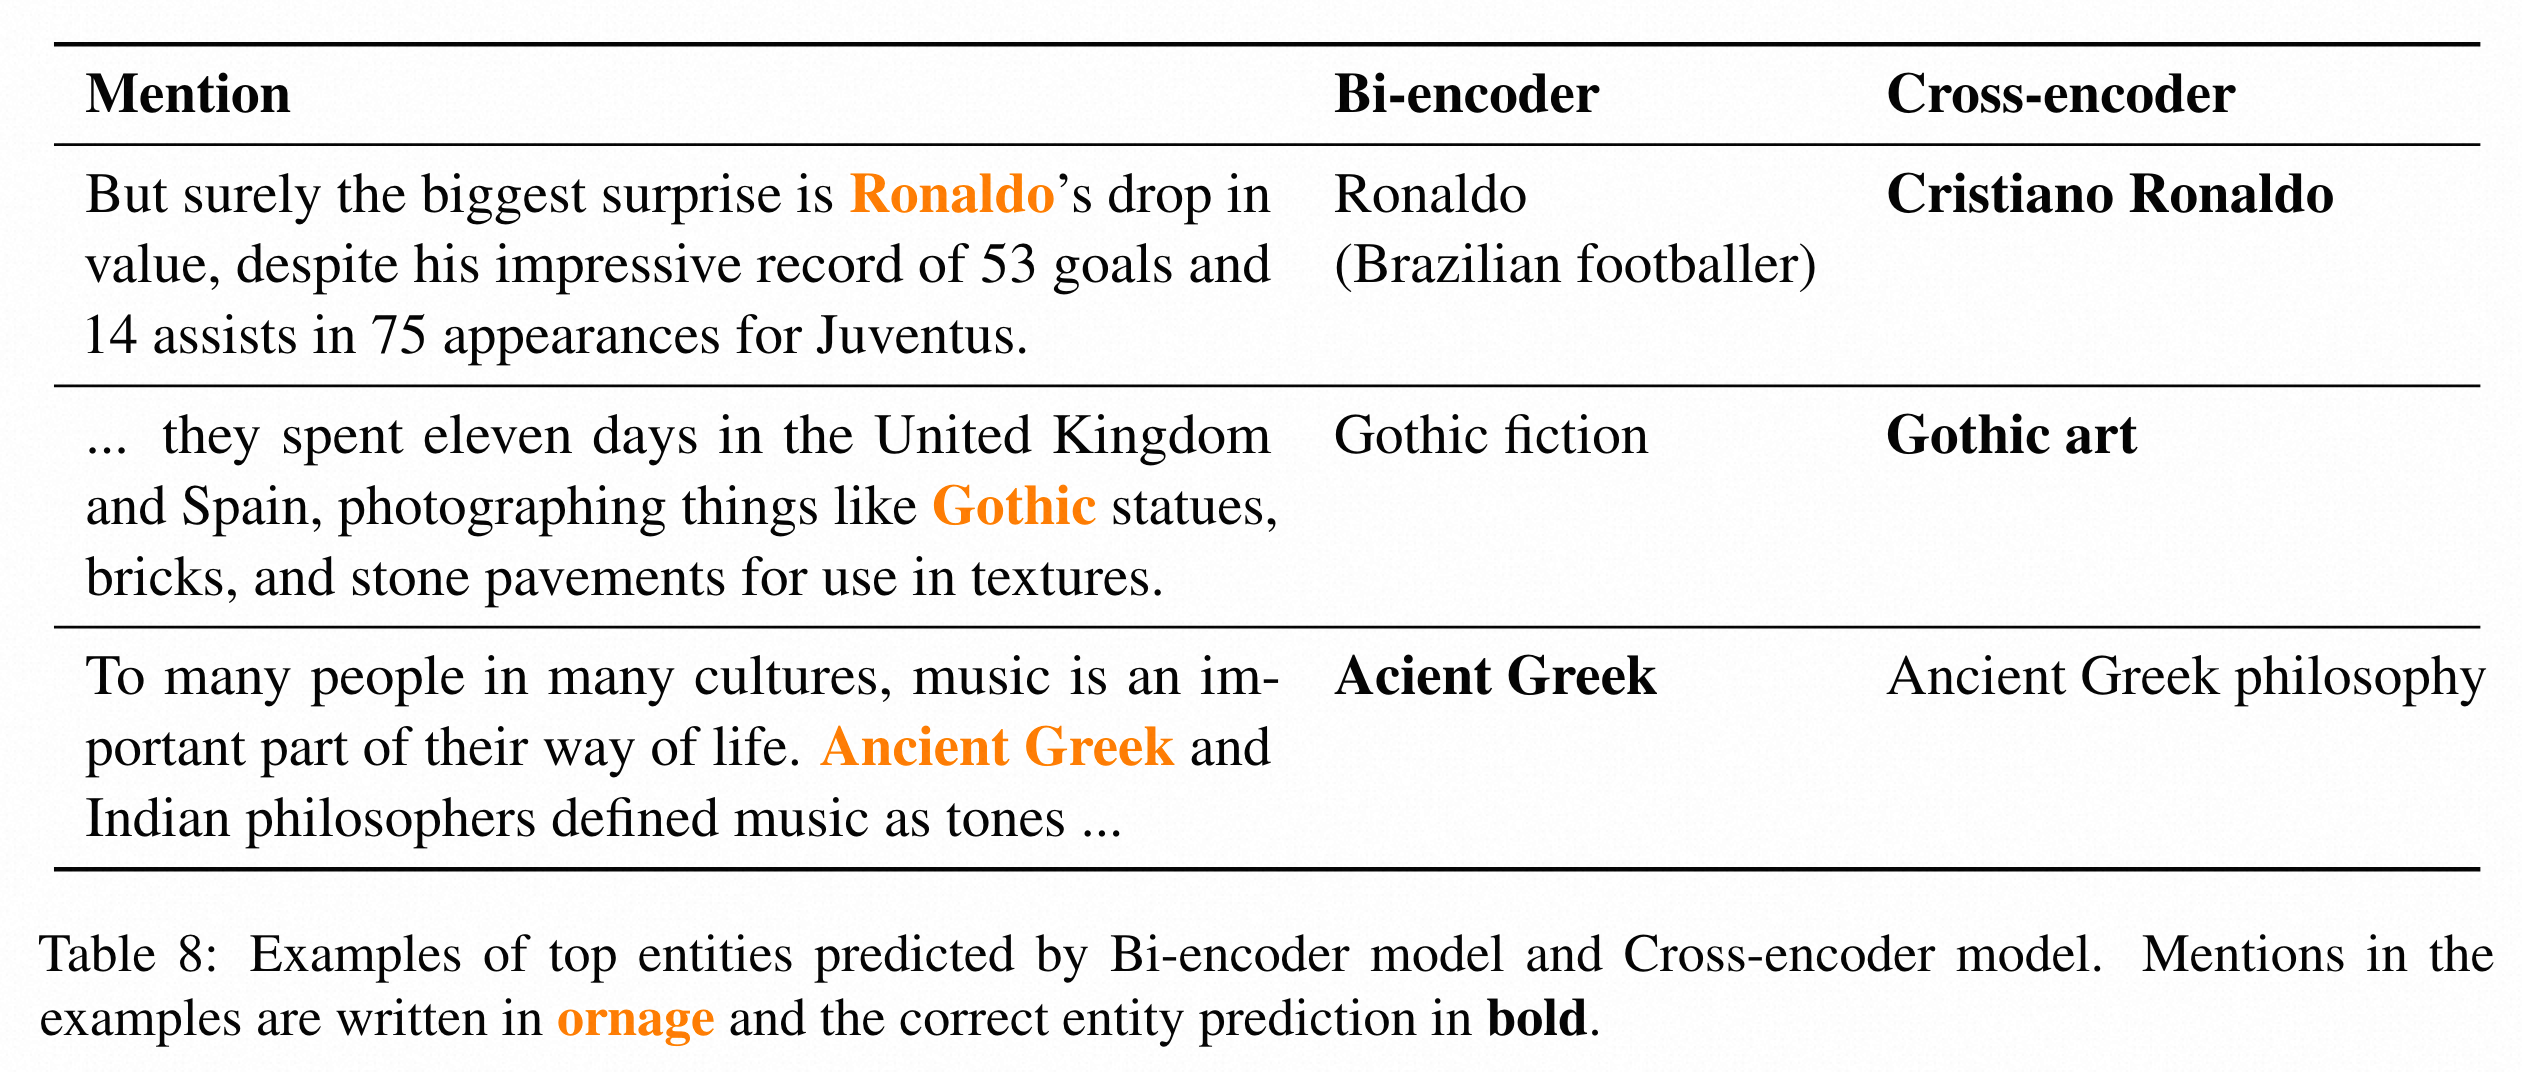 Mention Bi-encoder Cross-encoder
But surely the biggest surprise is Ronaldo’s drop in Ronaldo Cristiano Ronaldo
value, despite his impressive record of 53 goals and (Brazilian footballer)
14 assists in 75 appearances for Juventus.
... they spent eleven days in the United Kingdom Gothic fiction Gothic art
and Spain, photographing things like Gothic statues,
bricks, and stone pavements for use in textures.
To many people in many cultures, music is an im- Acient Greek Ancient Greek philosophy
portant part of their way of life. Ancient Greek and
Indian philosophers defined music as tones ...
Table 8: Examples of top entities predicted by Bi-encoder model and Cross-encoder model. Mentions in the
examples are written in ornage and the correct entity prediction in bold.